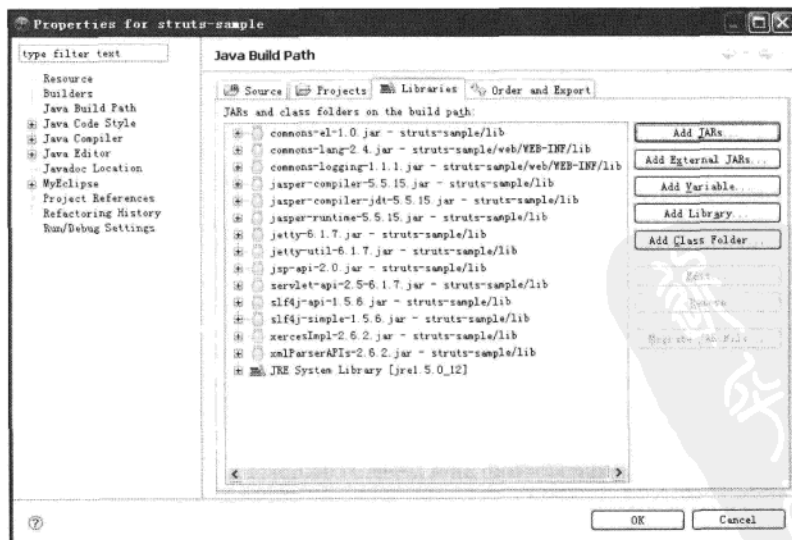 Properties for struts-sample
type filter text
Resource
Builders
Java Build Path
Java Code Style
Java Compiler
Java Editor
Javadoc Location
MyEclipse
Project References
Refactoring History
Run/Debug Settings
Java Build Path
Source
Projects
Libraries
Order and Export
JARs and class folders on the build path:
commons-el-1.0.jar - struts-sample/lib
commons-lang-2.4.jar - struts-sample/web/WEB-INF/lib
commons-logging-1.1.1.jar - struts-sample/web/WEB-INF/lib
jasper-compiler-5.5.15.jar - struts-sample/lib
jasper-compiler-jdt-5.5.15.jar - struts-sample/lib
jasper-runtime-5.5.15.jar - struts-sample/lib
jetty-6.1.7.jar - struts-sample/lib
jetty-util-6.1.7.jar - struts-sample/lib
jsp-api-2.0.jar - struts-sample/lib
servlet-api-2.5-6.1.7.jar - struts-sample/lib
slf4j-api-1.5.6.jar - struts-sample/lib
slf4j-simple-1.5.6.jar - struts-sample/lib
xercesImpl-2.6.2.jar - struts-sample/lib
xmlParserAPIs-2.6.2.jar - struts-sample/lib
JRE System Library [jre1.5.0_12]
Add JARs...
Add External JARs...
Add Variable...
Add Library...
Add Class Folder...
Edit...
Remove
Migrate JAR File...
OK
Cancel